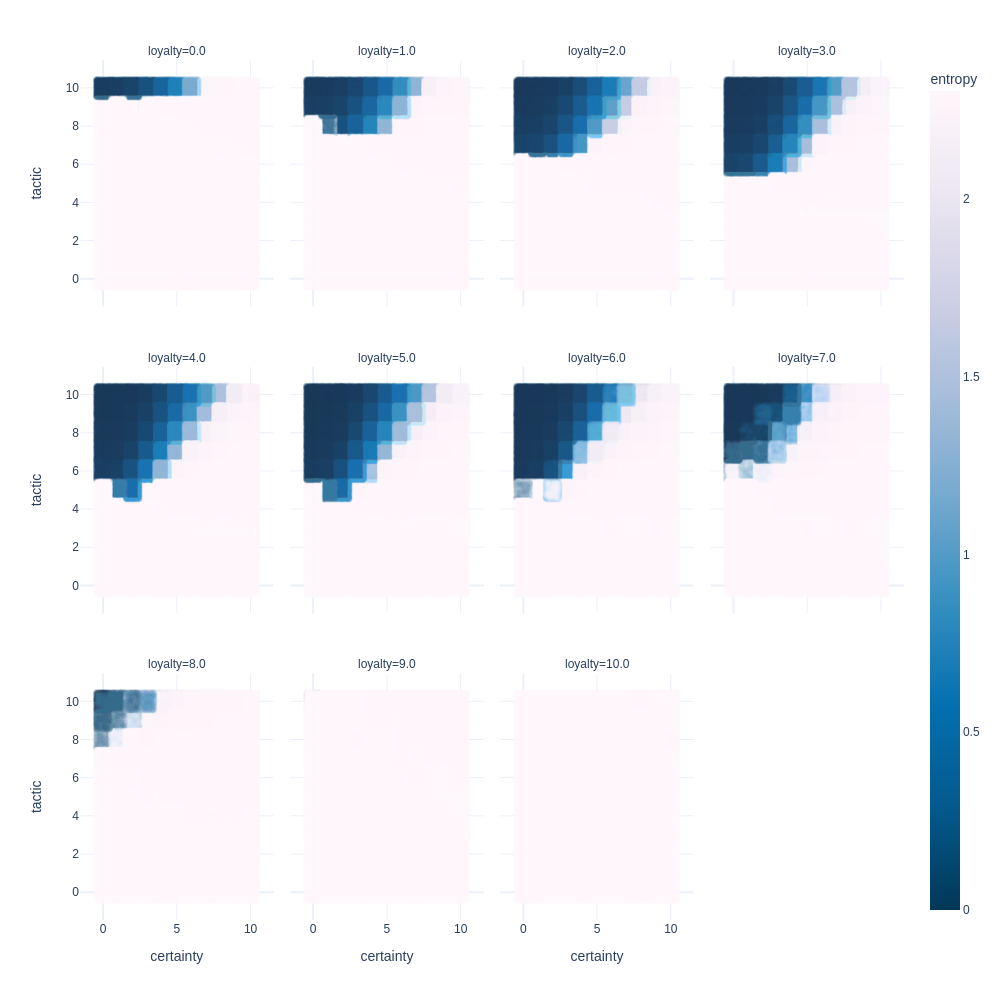 loyalty=0.0
loyalty=1.0
loyalty=2.0
loyalty=3.0
entropy
10
8
6
4
2
0
tactic
2
1.5
1
0.5
0
loyalty=4.0
loyalty=5.0
loyalty=6.0
loyalty=7.0
10
8
6
4
2
0
tactic
loyalty=8.0
loyalty=9.0
loyalty=10.0
10
8
6
4
2
0
tactic
0 5 10
0 5 10
0 5 10
certainty
certainty
certainty